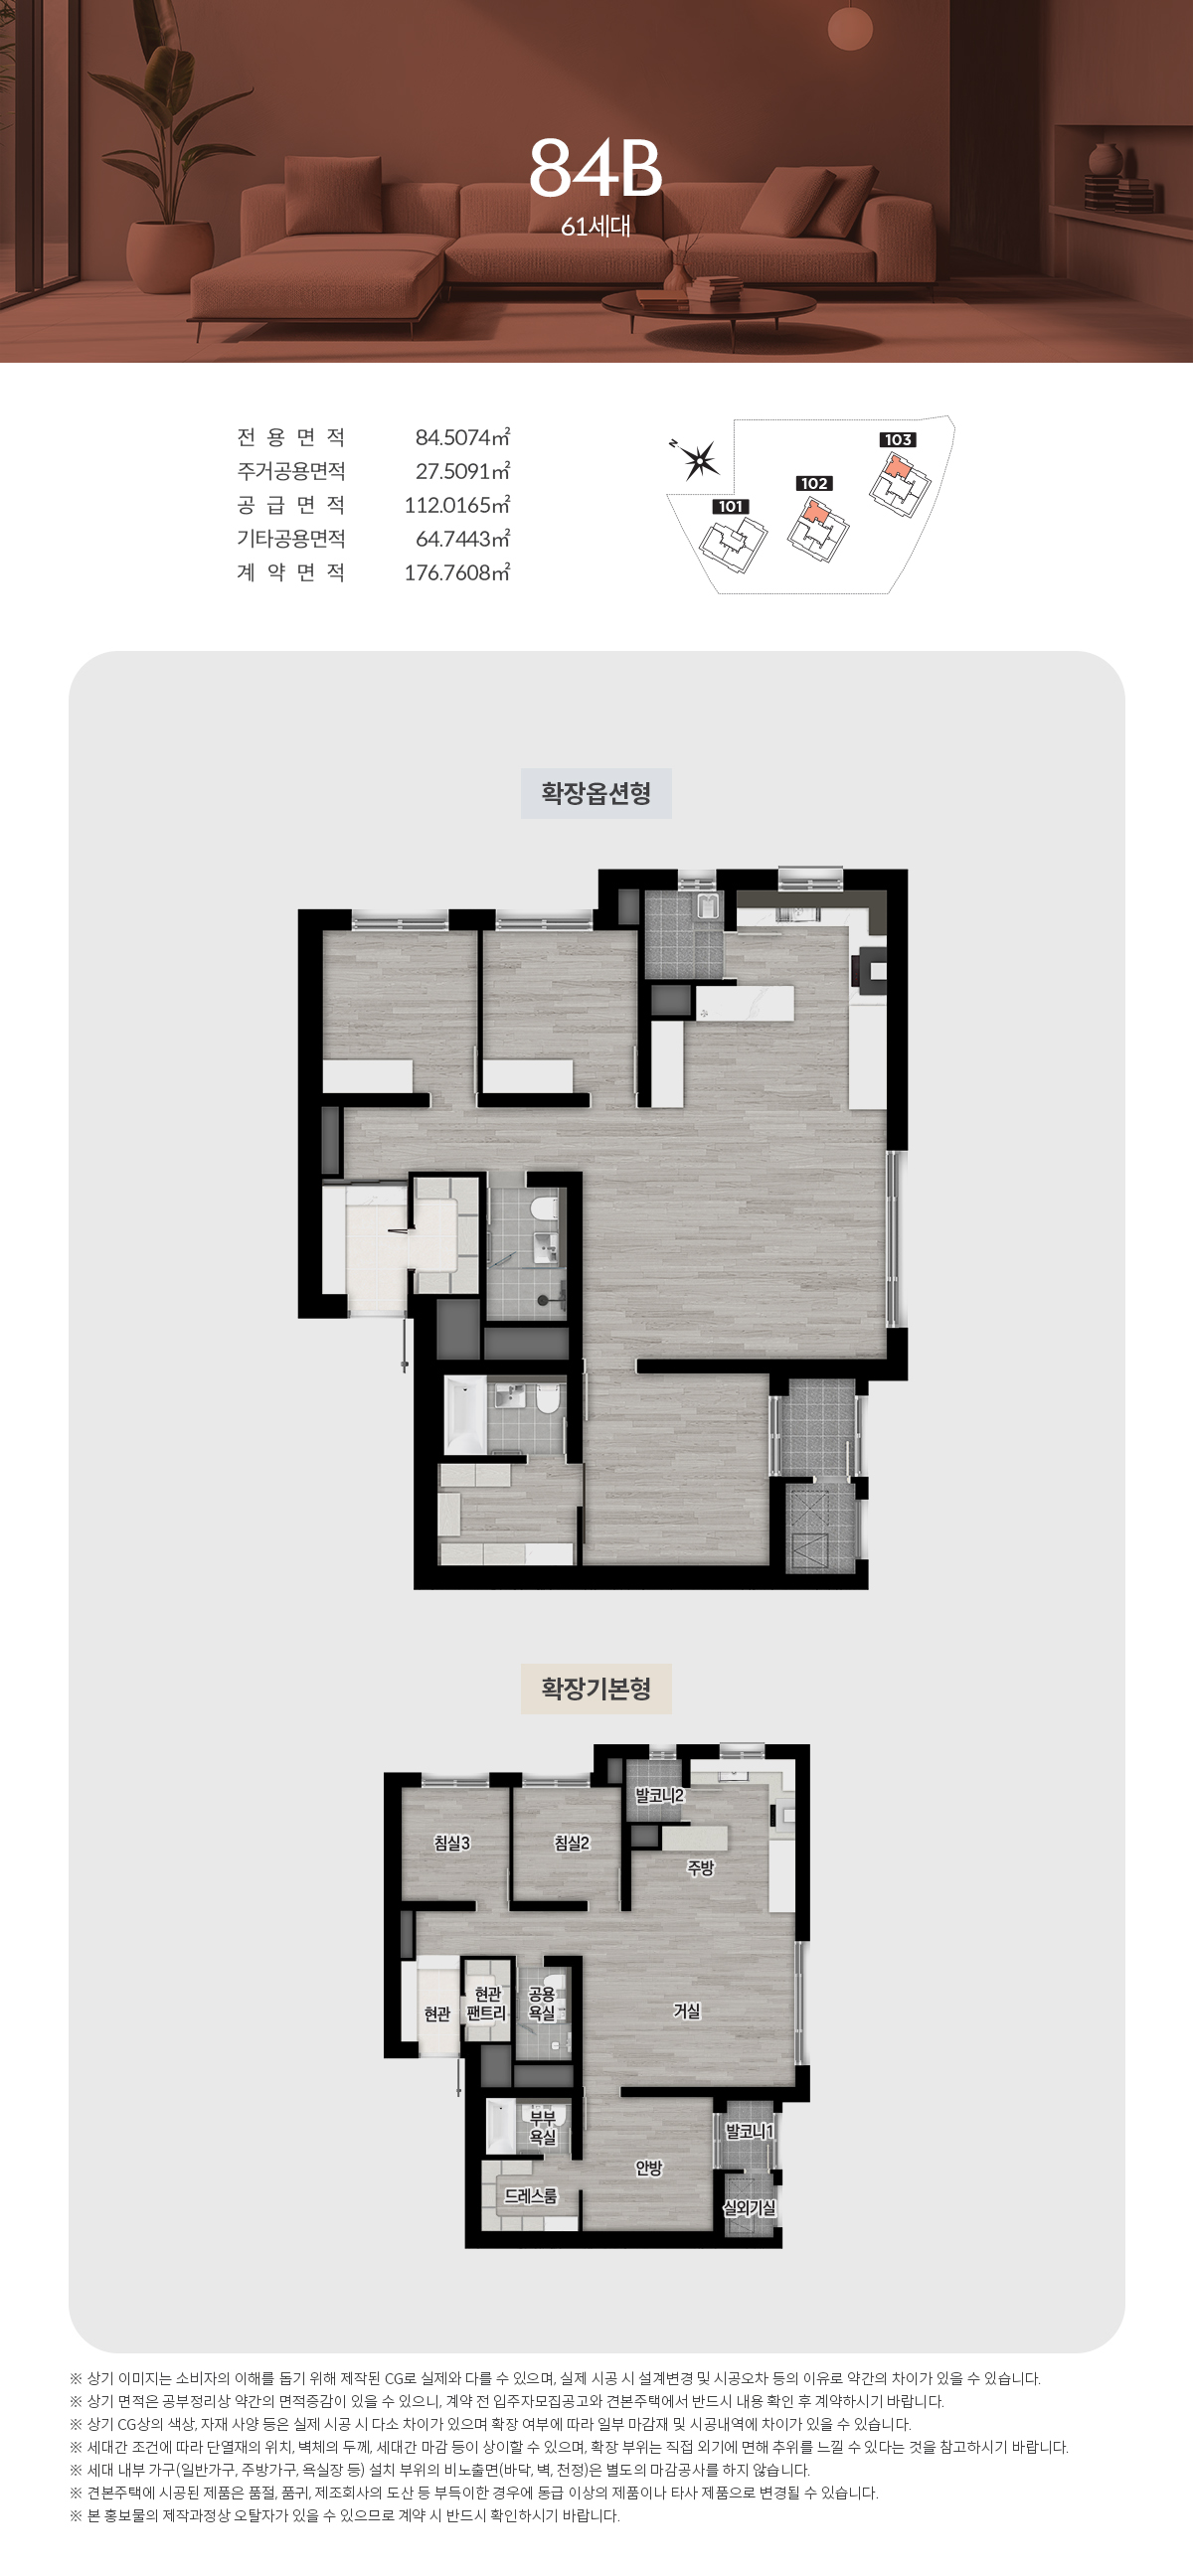 84B
61세대
전용면적 84.5074㎡
주거공용면적 27.5091㎡
공급면적 112.0165㎡
기타공용면적 64.7443㎡
계약면적 176.7608㎡
N
103
102
101
확장옵션형
확장기본형
발코니2
침실3
침실2
주방
현관
현관
팬트리
공용
욕실
거실
부부
욕실
발코니1
안방
드레스룸
실외기실
※ 상기 이미지는 소비자의 이해를 돕기 위해 제작된 CG로 실제와 다를 수 있으며, 실제 시공 시 설계변경 및 시공오차 등의 이유로 약간의 차이가 있을 수 있습니다.
※ 상기 면적은 공부정리상 약간의 면적증감이 있을 수 있으니, 계약 전 입주자모집공고와 견본주택에서 반드시 내용 확인 후 계약하시기 바랍니다.
※ 상기 CG상의 색상, 자재 사양 등은 실제 시공 시 다소 차이가 있으며 확장 여부에 따라 일부 마감재 및 시공내역에 차이가 있을 수 있습니다.
※ 세대간 조건에 따라 단열재의 위치, 벽체의 두께, 세대간 마감 등이 상이할 수 있으며, 확장 부위는 직접 외기에 면해 추위를 느낄 수 있다는 것을 참고하시기 바랍니다.
※ 세대 내부 가구(일반가구, 주방가구, 욕실장 등) 설치 부위의 비노출면(바닥, 벽, 천정)은 별도의 마감공사를 하지 않습니다.
※ 견본주택에 시공된 제품은 품절, 품귀, 제조회사의 도산 등 부득이한 경우에 동급 이상의 제품이나 타사 제품으로 변경될 수 있습니다.
※ 본 홍보물의 제작과정상 오탈자가 있을 수 있으므로 계약 시 반드시 확인하시기 바랍니다.